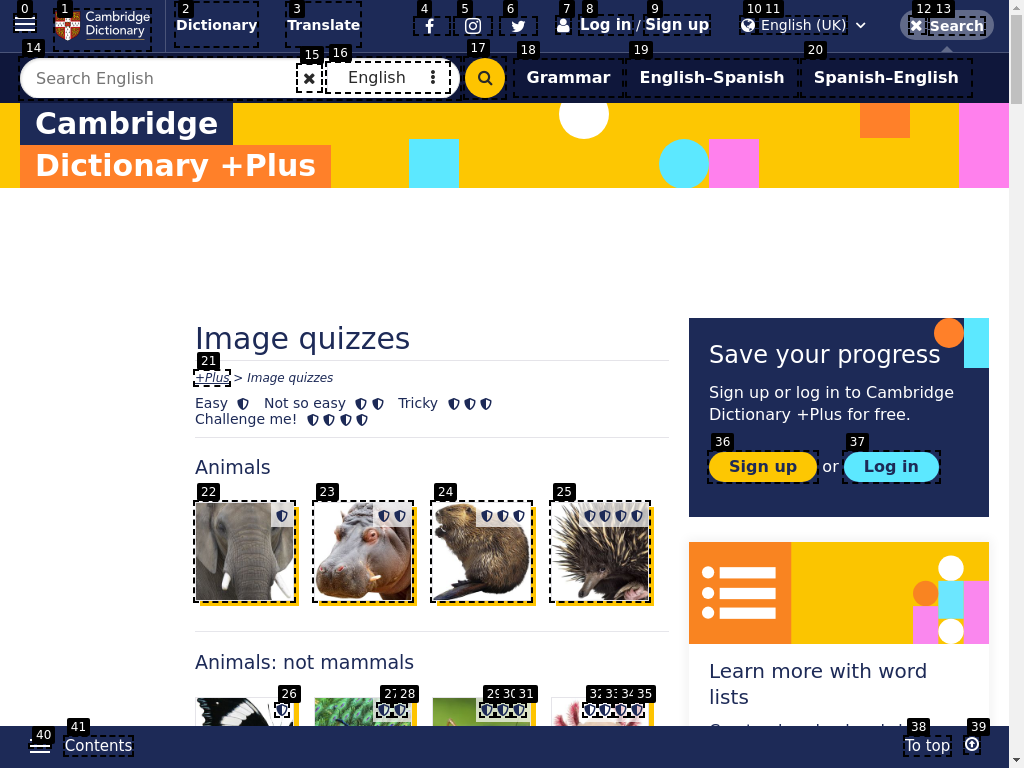 0 1 2 3 4 5 6 7 8 9 10 11 12 13
Cambridge
Dictionary
Dictionary
Translate
Log in / Sign up
English (UK)
Search
14 15 16 17 18 19 20
Search English
English
Grammar
English–Spanish
Spanish–English
Cambridge
Dictionary +Plus
Image quizzes
21
+Plus > Image quizzes
Easy Not so easy Tricky
Challenge me!
Animals
22 23 24 25
Animals: not mammals
26 27 28 29 30 31 32 33 34 35
Save your progress
Sign up or log in to Cambridge
Dictionary +Plus for free.
36 37
Sign up or Log in
Learn more with word
lists
40 41 38 39
Contents
To top